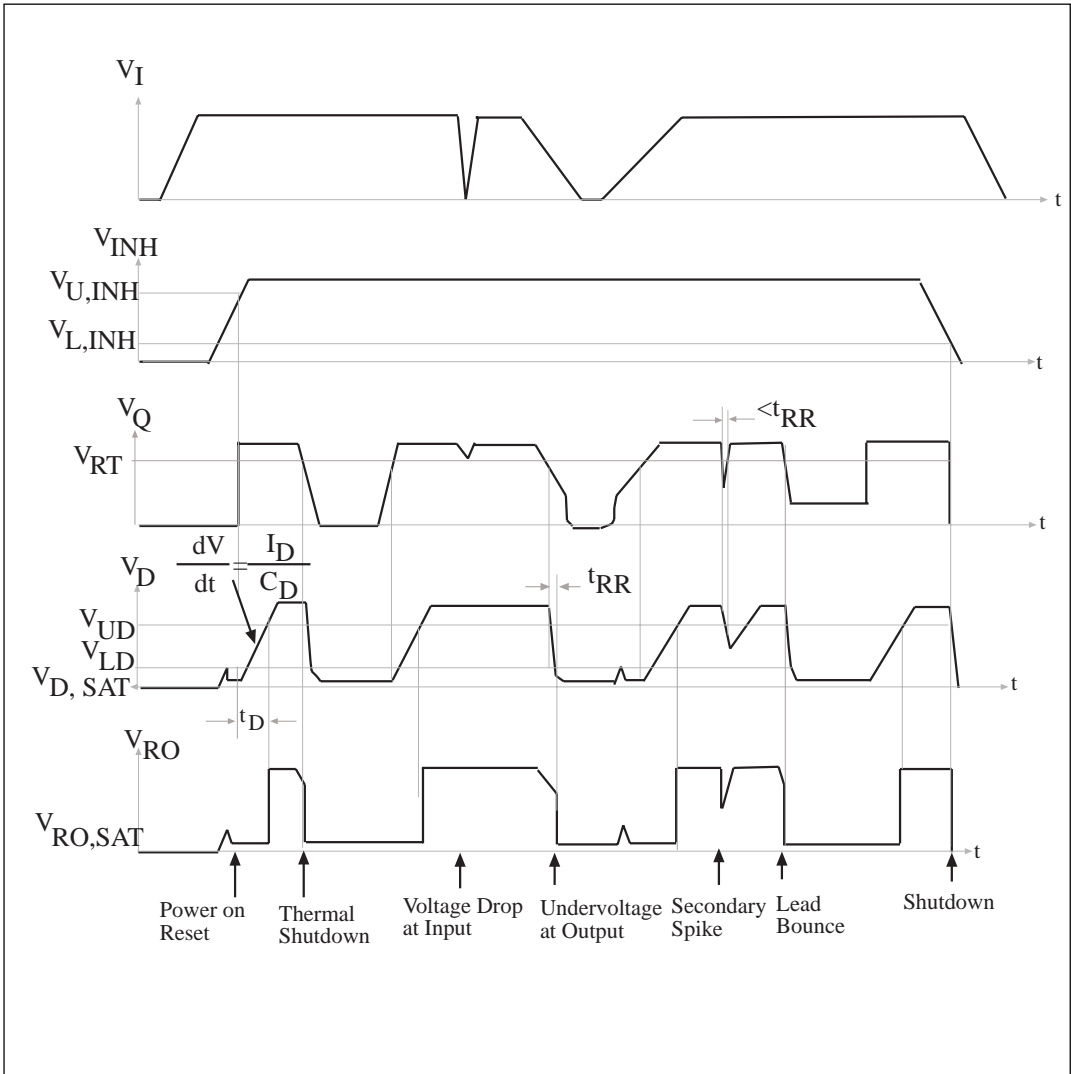 V_I
t
V_INH
V_U,INH
V_L,INH
t
V_Q
<t_RR
V_RT
t
dV/dt = I_D/C_D
V_D
t_RR
V_UD
V_LD
V_D, SAT
t
t_D
V_RO
V_RO,SAT
t
Power on
Reset
Thermal
Shutdown
Voltage Drop
at Input
Undervoltage
at Output
Secondary
Spike
Lead
Bounce
Shutdown